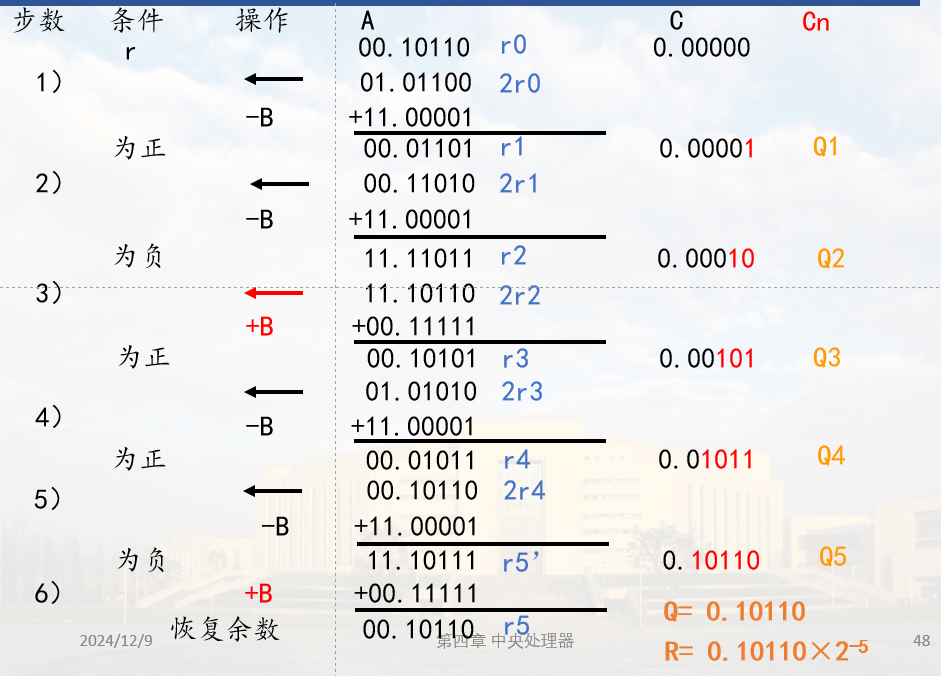 步数 条件 操作 A C Cn
r 00.10110 r0 0.00000
1) 01.01100 2r0
-B +11.00001
为正 00.01101 r1 0.00001 Q1
2) 00.11010 2r1
-B +11.00001
为负 11.11011 r2 0.00010 Q2
3) 11.10110 2r2
+B +00.11111
为正 00.10101 r3 0.00101 Q3
01.01010 2r3
4) -B +11.00001
为正 00.01011 r4 0.01011 Q4
5) 00.10110 2r4
-B +11.00001
为负 11.10111 r5’ 0.10110 Q5
6) +B +00.11111
恢复余数 00.10110 r5
Q= 0.10110
R= 0.10110×2⁻⁵
2024/12/9 第四章 中央处理器 48